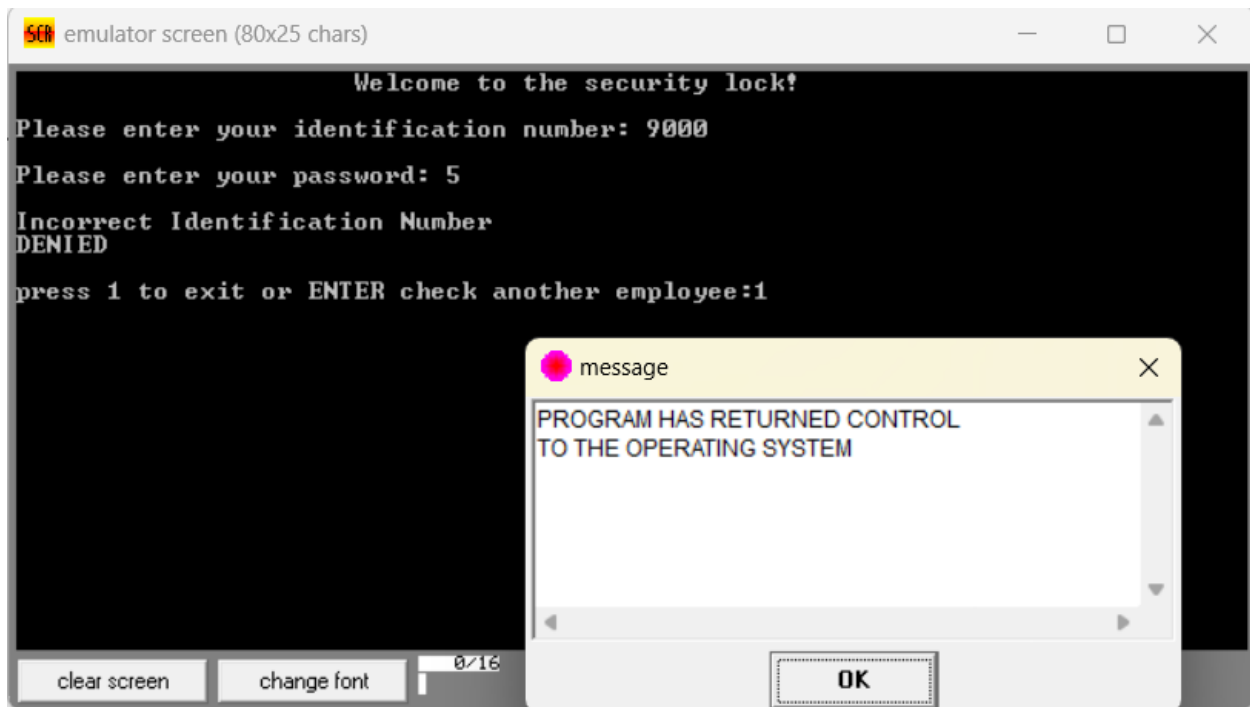 SCR emulator screen (80x25 chars)
Welcome to the security lock!
Please enter your identification number: 9000
Please enter your password: 5
Incorrect Identification Number
DENIED
press 1 to exit or ENTER check another employee:1
message
PROGRAM HAS RETURNED CONTROL
TO THE OPERATING SYSTEM
OK
clear screen
change font
0/16